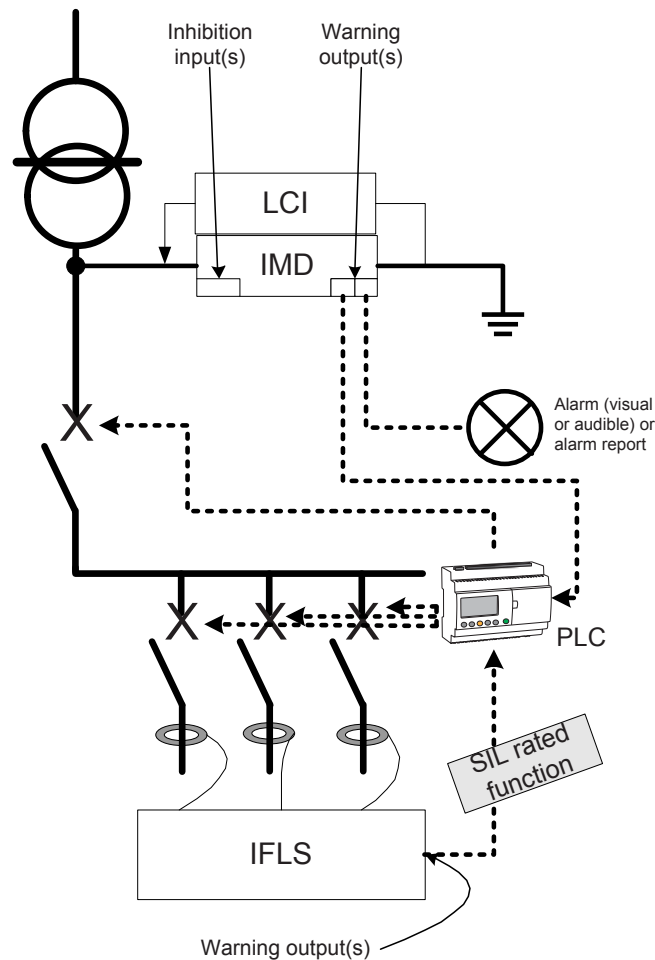 Inhibition
input(s)
Warning
output(s)
LCI
IMD
Alarm (visual
or audible) or
alarm report
PLC
SIL rated
function
IFLS
Warning output(s)